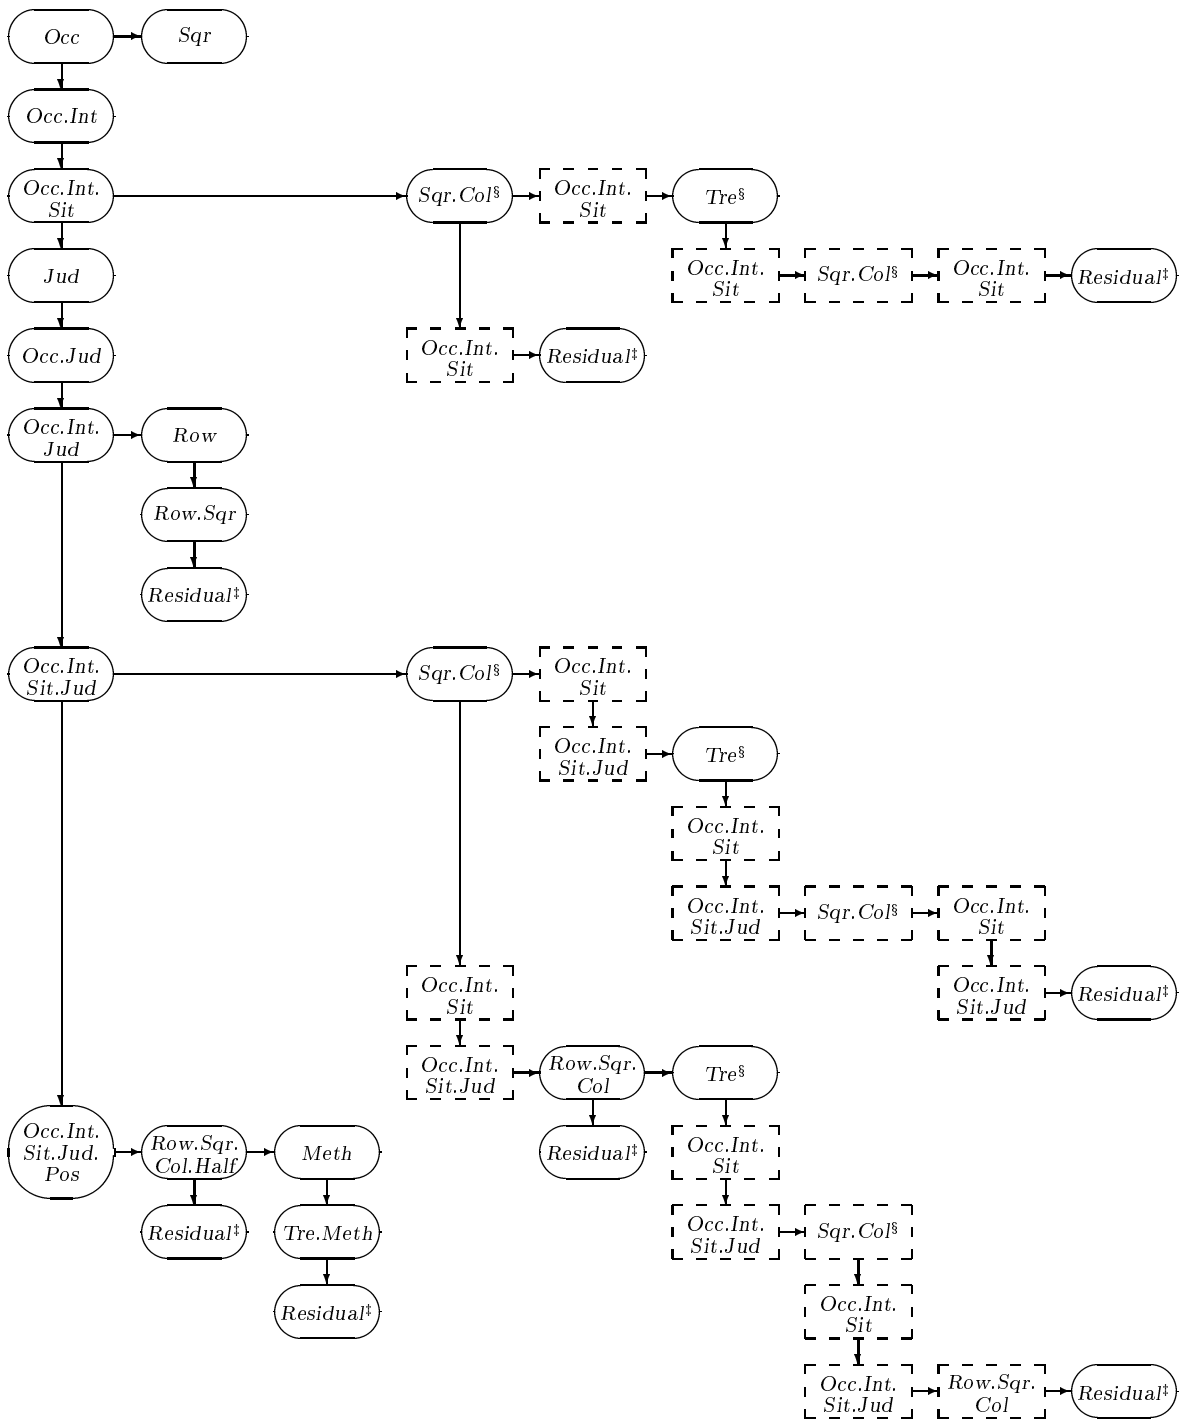 Occ
Sqr
Occ.Int
Occ.Int.
Sit
Sqr.Col§
Occ.Int.
Sit
Tre§
Jud
Occ.Int.
Sit
Sqr.Col§
Occ.Int.
Sit
Residual‡
Occ.Jud
Occ.Int.
Sit
Residual‡
Occ.Int.
Jud
Row
Row.Sqr
Residual‡
Occ.Int.
Sit.Jud
Sqr.Col§
Occ.Int.
Sit
Occ.Int.
Sit.Jud
Tre§
Occ.Int.
Sit
Occ.Int.
Sit.Jud
Sqr.Col§
Occ.Int.
Sit
Occ.Int.
Sit
Occ.Int.
Sit.Jud
Residual‡
Occ.Int.
Sit.Jud
Row.Sqr.
Col
Tre§
Occ.Int.
Sit.Jud.
Pos
Row.Sqr.
Col.Half
Meth
Residual‡
Occ.Int.
Sit
Residual‡
Tre.Meth
Occ.Int.
Sit.Jud
Sqr.Col§
Residual‡
Occ.Int.
Sit
Occ.Int.
Sit.Jud
Row.Sqr.
Col
Residual‡